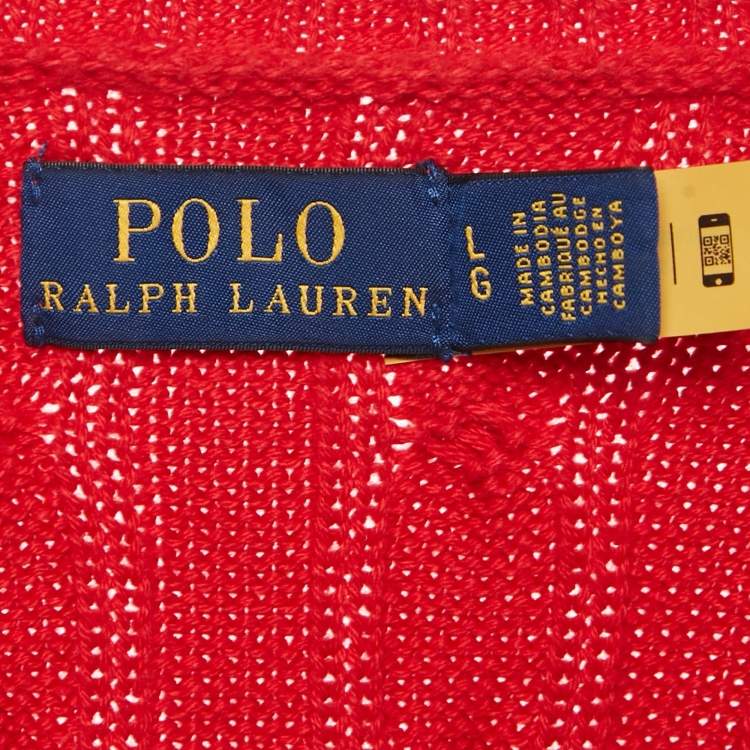 POLO
RALPH LAUREN
L
G
MADE IN
CAMBODIA
FABRIQUÉ AU
CAMBODGE
HECHO EN
CAMBOYA